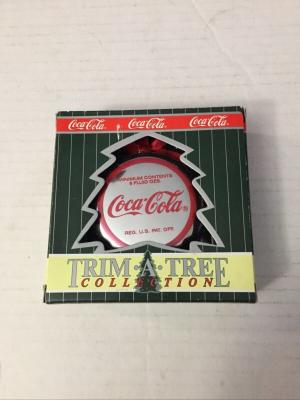 Coca-Cola Coca-Cola Coca-Cola
MINIMUM CONTENTS
6 FLUID OZS.
Coca-Cola®
REG. U.S. PAT. OFF.
TRIM·A·TREE
COLLECTION